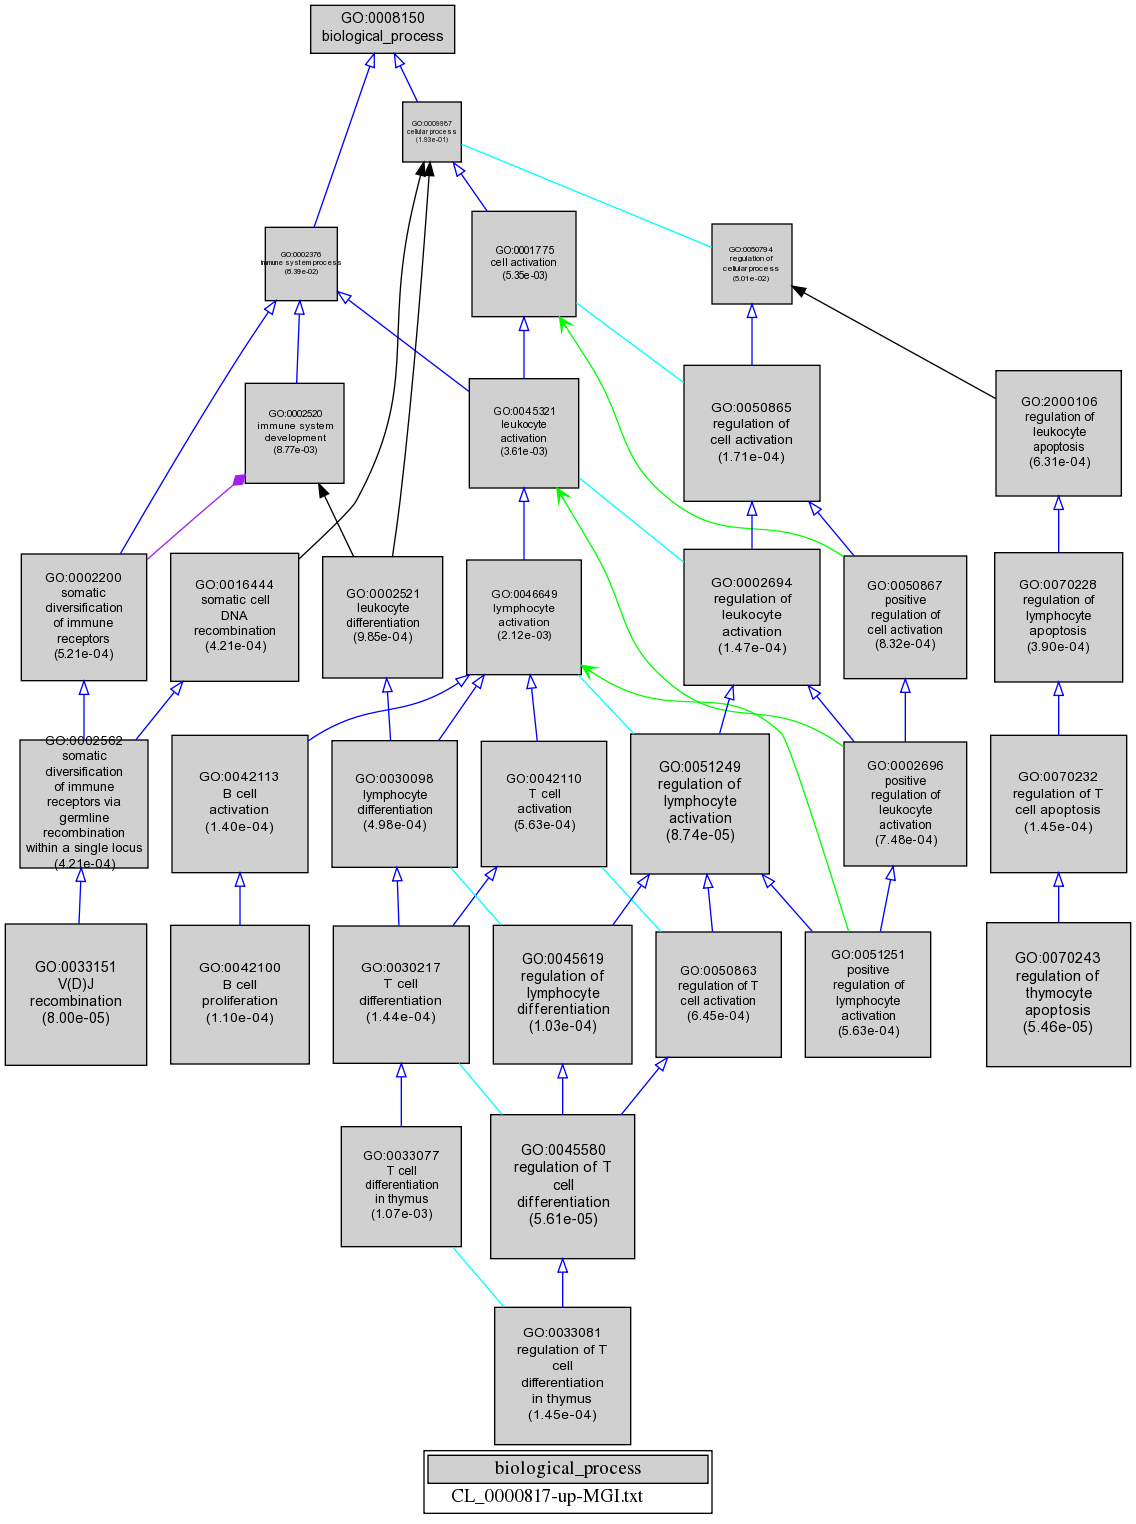 GO:0008150
biological_process
GO:0009987
cellular process
(1.93e-01)
GO:0002376
immune system process
(8.39e-02)
GO:0001775
cell activation
(5.35e-03)
GO:0050794
regulation of
cellular process
(5.01e-02)
GO:0002520
immune system
development
(8.77e-03)
GO:0045321
leukocyte
activation
(3.61e-03)
GO:0050865
regulation of
cell activation
(1.71e-04)
GO:2000106
regulation of
leukocyte
apoptosis
(6.31e-04)
GO:0002200
somatic
diversification
of immune
receptors
(5.21e-04)
GO:0016444
somatic cell
DNA
recombination
(4.21e-04)
GO:0002521
leukocyte
differentiation
(9.85e-04)
GO:0046649
lymphocyte
activation
(2.12e-03)
GO:0002694
regulation of
leukocyte
activation
(1.47e-04)
GO:0050867
positive
regulation of
cell activation
(8.32e-04)
GO:0070228
regulation of
lymphocyte
apoptosis
(3.90e-04)
GO:0002562
somatic
diversification
of immune
receptors via
germline
recombination
within a single locus
(4.21e-04)
GO:0042113
B cell
activation
(1.40e-04)
GO:0030098
lymphocyte
differentiation
(4.98e-04)
GO:0042110
T cell
activation
(5.63e-04)
GO:0051249
regulation of
lymphocyte
activation
(8.74e-05)
GO:0002696
positive
regulation of
leukocyte
activation
(7.48e-04)
GO:0070232
regulation of T
cell apoptosis
(1.45e-04)
GO:0033151
V(D)J
recombination
(8.00e-05)
GO:0042100
B cell
proliferation
(1.10e-04)
GO:0030217
T cell
differentiation
(1.44e-04)
GO:0045619
regulation of
lymphocyte
differentiation
(1.03e-04)
GO:0050863
regulation of T
cell activation
(6.45e-04)
GO:0051251
positive
regulation of
lymphocyte
activation
(5.63e-04)
GO:0070243
regulation of
thymocyte
apoptosis
(5.46e-05)
GO:0033077
T cell
differentiation
in thymus
(1.07e-03)
GO:0045580
regulation of T
cell
differentiation
(5.61e-05)
GO:0033081
regulation of T
cell
differentiation
in thymus
(1.45e-04)
biological_process
CL_0000817-up-MGI.txt